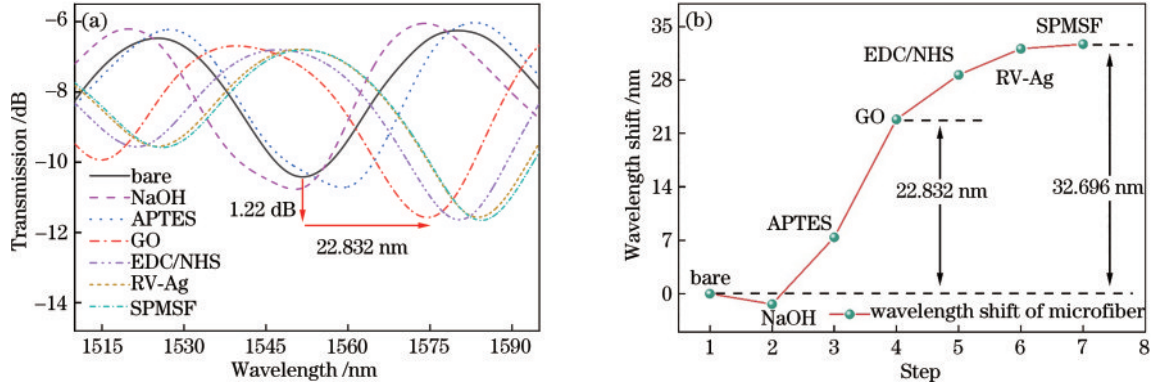 (a)
−6
−8
−10
−12
−14
Transmission /dB
bare
NaOH
APTES
GO
EDC/NHS
RV-Ag
SPMSF
1.22 dB
22.832 nm
1515
1530
1545
1560
1575
1590
Wavelength /nm
(b)
35
28
21
14
7
0
Wavelength shift /nm
bare
NaOH
APTES
GO
EDC/NHS
RV-Ag
SPMSF
22.832 nm
32.696 nm
wavelength shift of microfiber
1
2
3
4
5
6
7
8
Step